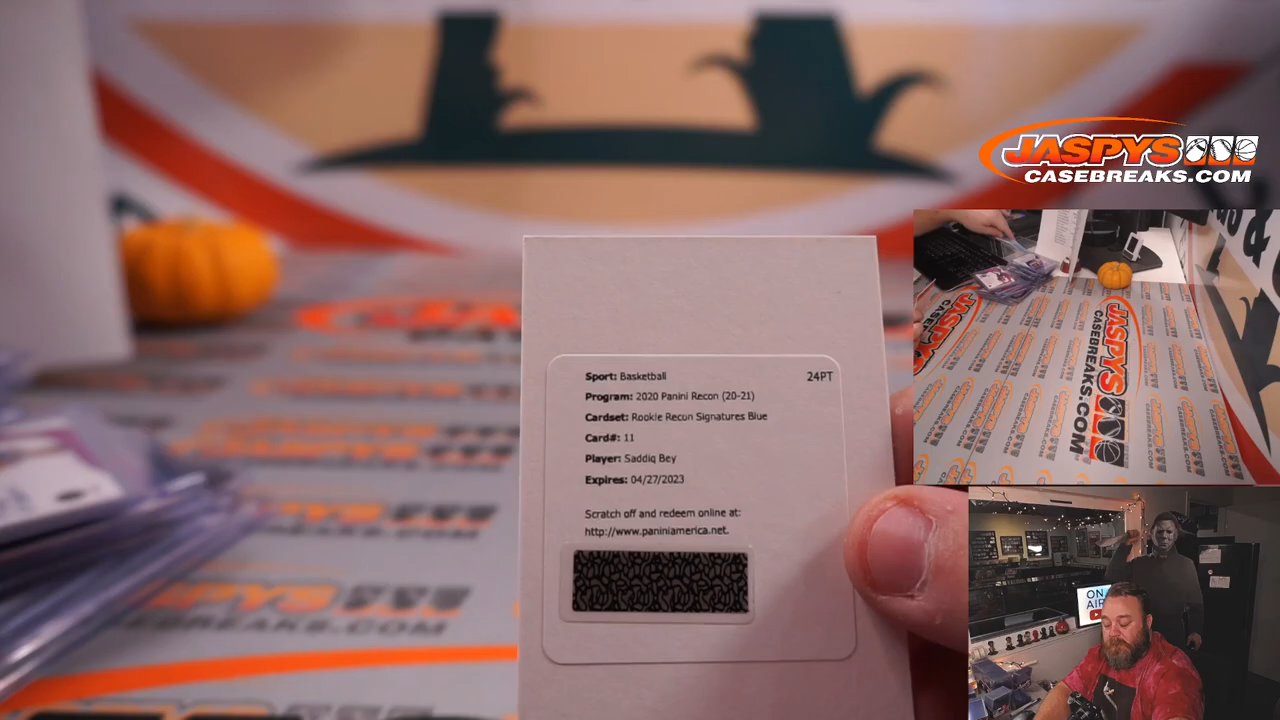 JASPYS
CASEBREAKS.COM
Sport: Basketball
24PT
Program: 2020 Panini Recon (20-21)
Cardset: Rookie Recon Signatures Blue
Card#: 11
Player: Saddiq Bey
Expires: 04/27/2023
Scratch off and redeem online at:
http://www.paniniamerica.net.
JASPYS
CASEBREAKS.COM
ON
AIR